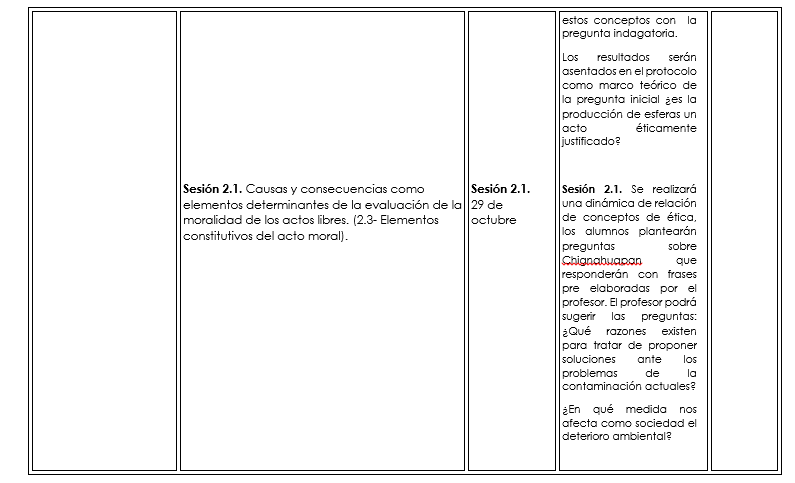 estos conceptos con la
pregunta indagatoria.
Los resultados serán
asentados en el protocolo
como marco teórico de
la pregunta inicial ¿es la
producción de esferas un
acto éticamente
justificado?
Sesión 2.1. Causas y consecuencias como
elementos determinantes de la evaluación de la
moralidad de los actos libres. (2.3- Elementos
constitutivos del acto moral).
Sesión 2.1.
29 de
octubre
Sesión 2.1. Se realizará
una dinámica de relación
de conceptos de ética,
los alumnos plantearán
preguntas sobre
Chignahuapan que
responderán con frases
pre elaboradas por el
profesor. El profesor podrá
sugerir las preguntas:
¿Qué razones existen
para tratar de proponer
soluciones ante los
problemas de la
contaminación actuales?
¿En qué medida nos
afecta como sociedad el
deterioro ambiental?